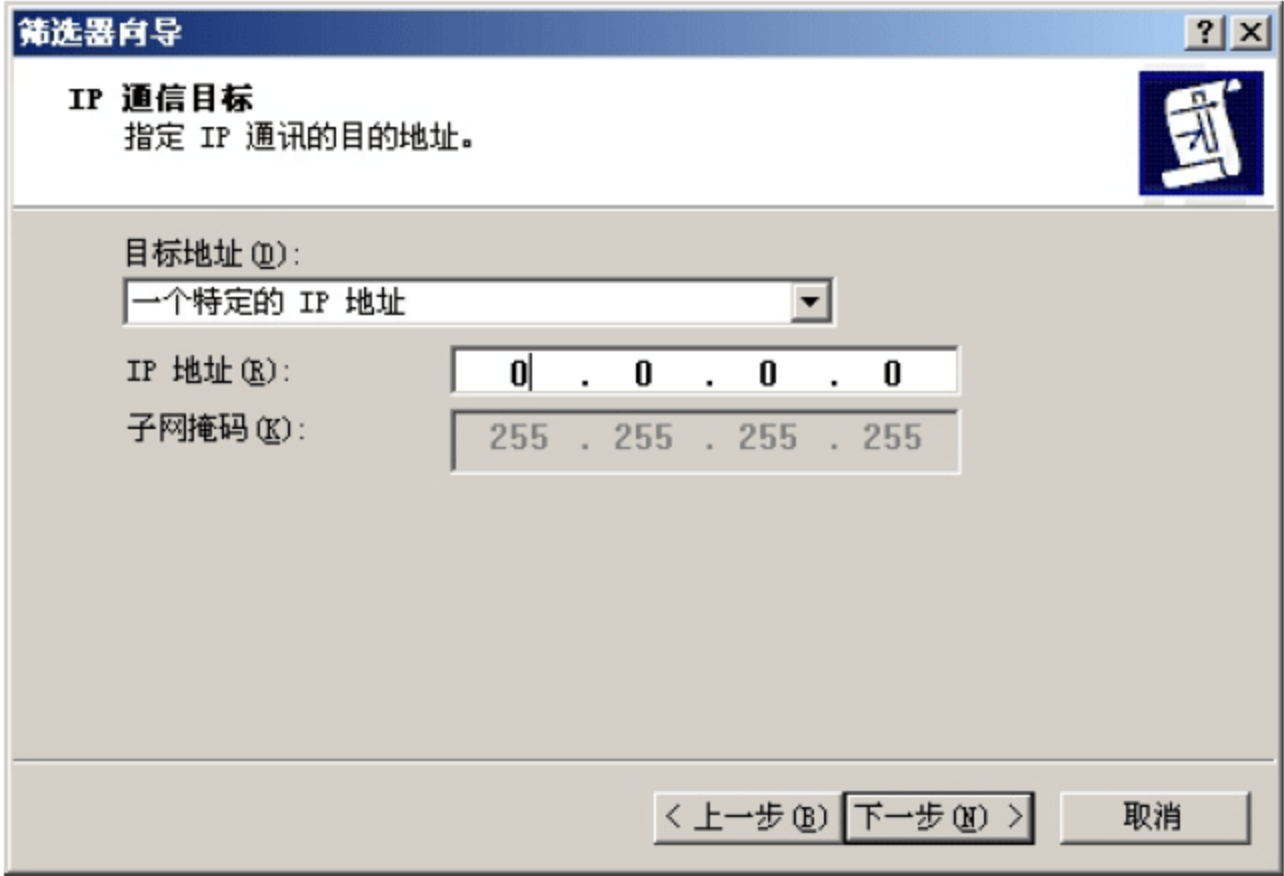 筛选器向导
IP 通信目标
指定 IP 通讯的目的地址。
目标地址(D):
一个特定的 IP 地址
IP 地址(R): 0 . 0 . 0 . 0
子网掩码(K): 255 . 255 . 255 . 255
< 上一步(B) 下一步(N) > 取消